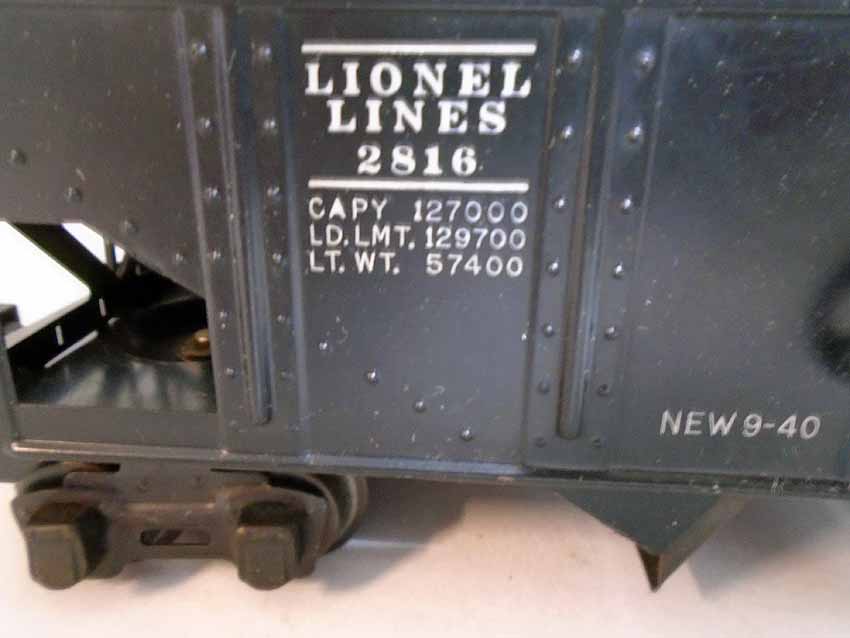 LIONEL
LINES
2816
CAPY 127000
LD.LMT. 129700
LT. WT. 57400
NEW 9-40